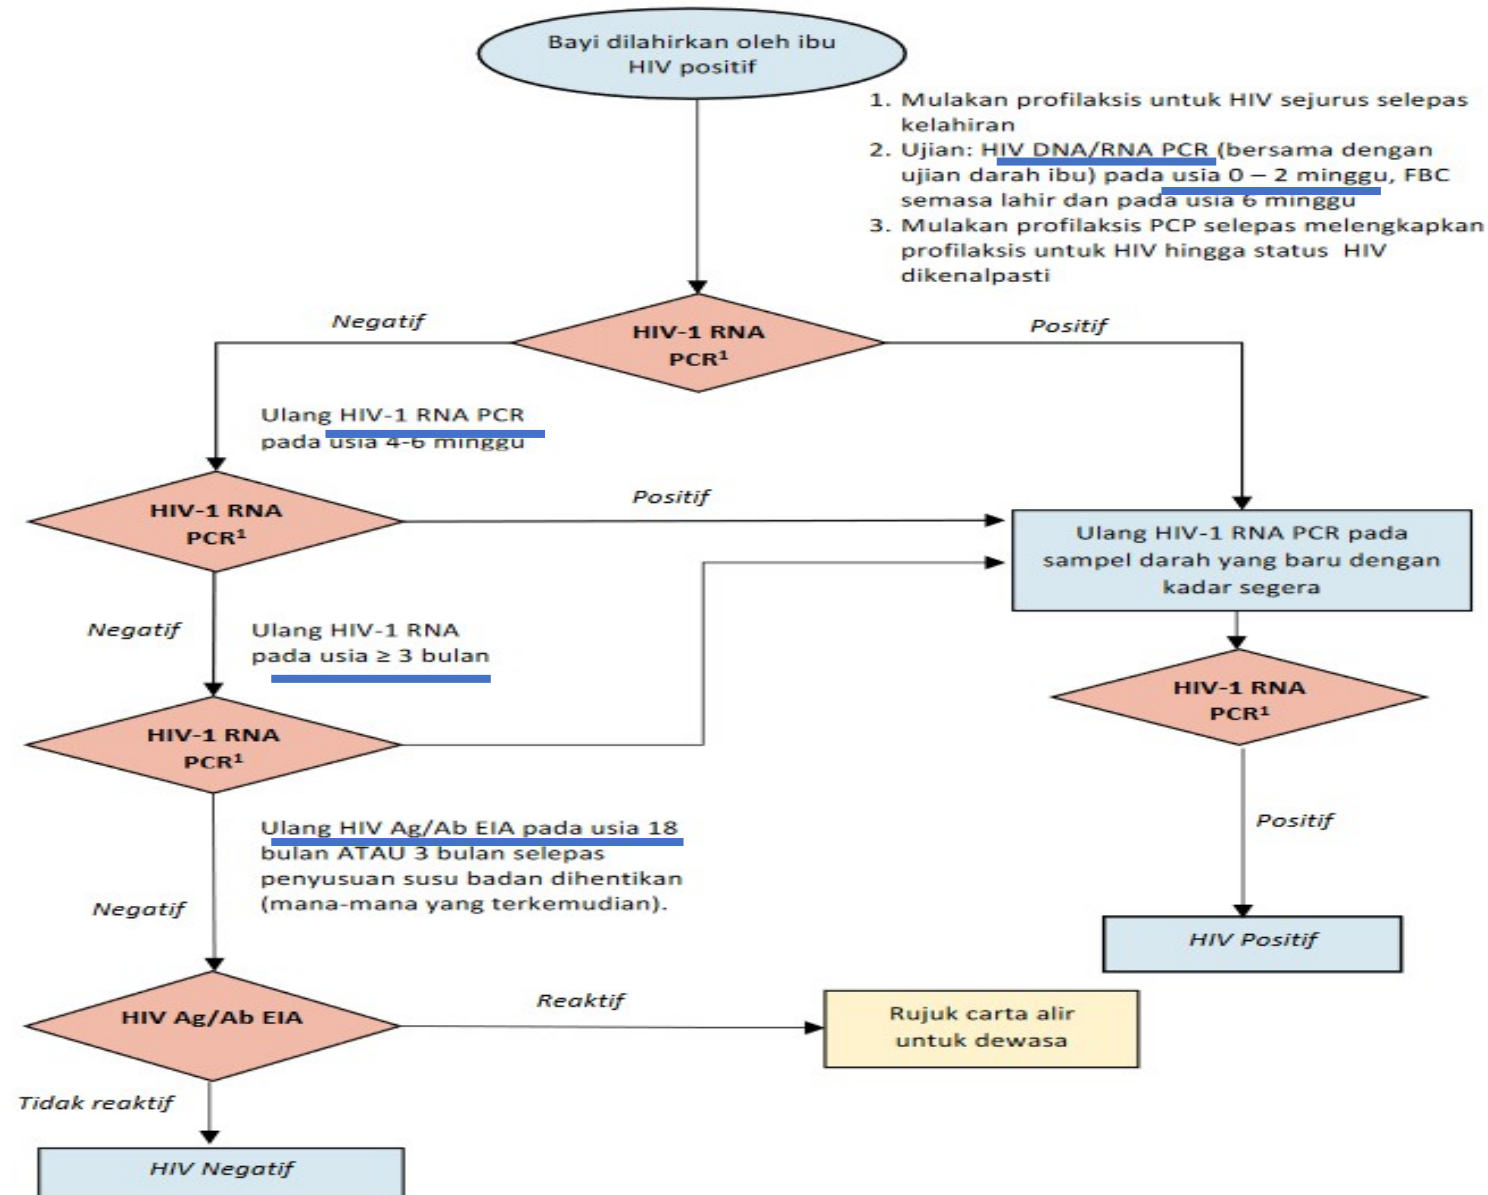 Bayi dilahirkan oleh ibu
HIV positif
1. Mulakan profilaksis untuk HIV sejurus selepas
kelahiran
2. Ujian: HIV DNA/RNA PCR (bersama dengan
ujian darah ibu) pada usia 0 – 2 minggu, FBC
semasa lahir dan pada usia 6 minggu
3. Mulakan profilaksis PCP selepas melengkapkan
profilaksis untuk HIV hingga status HIV
dikenalpasti
Negatif
HIV-1 RNA
PCR¹
Positif
Ulang HIV-1 RNA PCR
pada usia 4-6 minggu
HIV-1 RNA
PCR¹
Positif
Ulang HIV-1 RNA PCR pada
sampel darah yang baru dengan
kadar segera
Negatif
Ulang HIV-1 RNA
pada usia ≥ 3 bulan
HIV-1 RNA
PCR¹
HIV-1 RNA
PCR¹
Positif
Ulang HIV Ag/Ab EIA pada usia 18
bulan ATAU 3 bulan selepas
penyusuan susu badan dihentikan
(mana-mana yang terkemudian).
Negatif
HIV Positif
HIV Ag/Ab EIA
Reaktif
Rujuk carta alir
untuk dewasa
Tidak reaktif
HIV Negatif